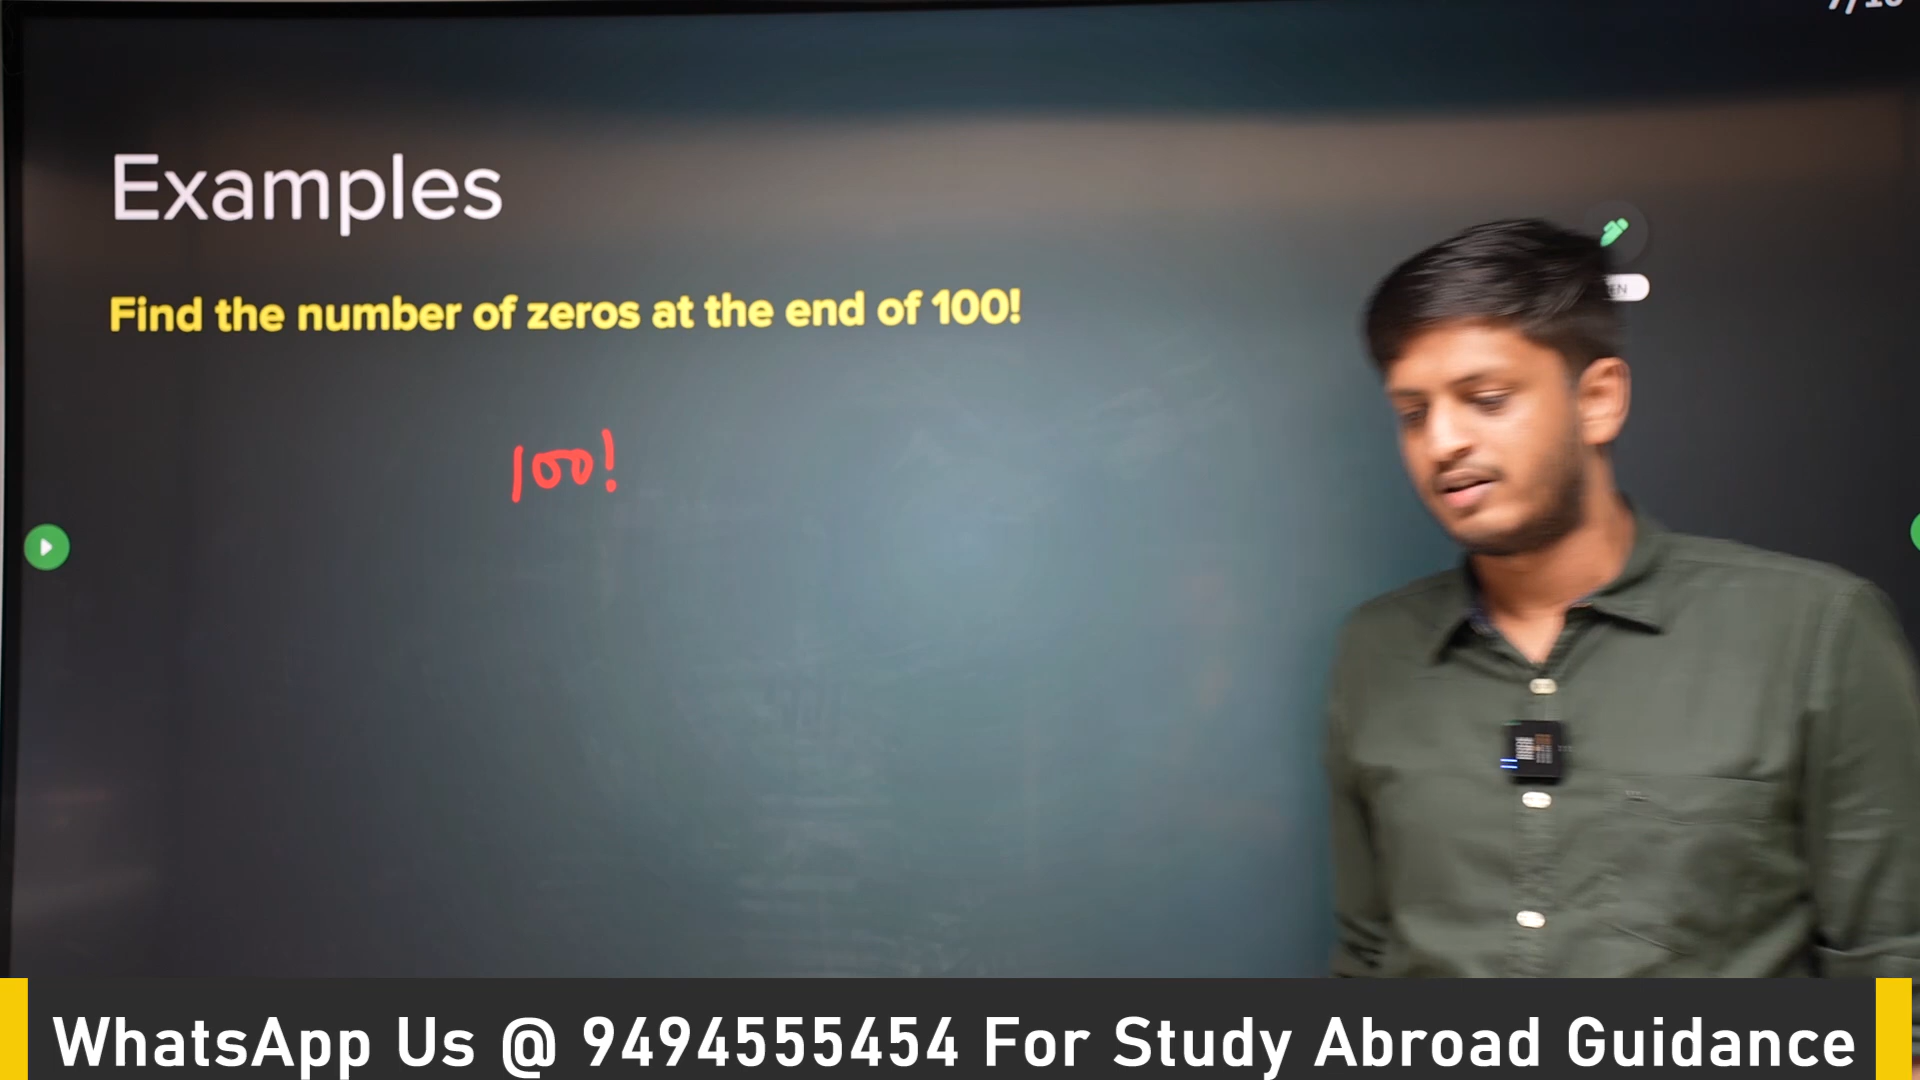 Examples
Find the number of zeros at the end of 100!
100!
WhatsApp Us @ 9494555454 For Study Abroad Guidance